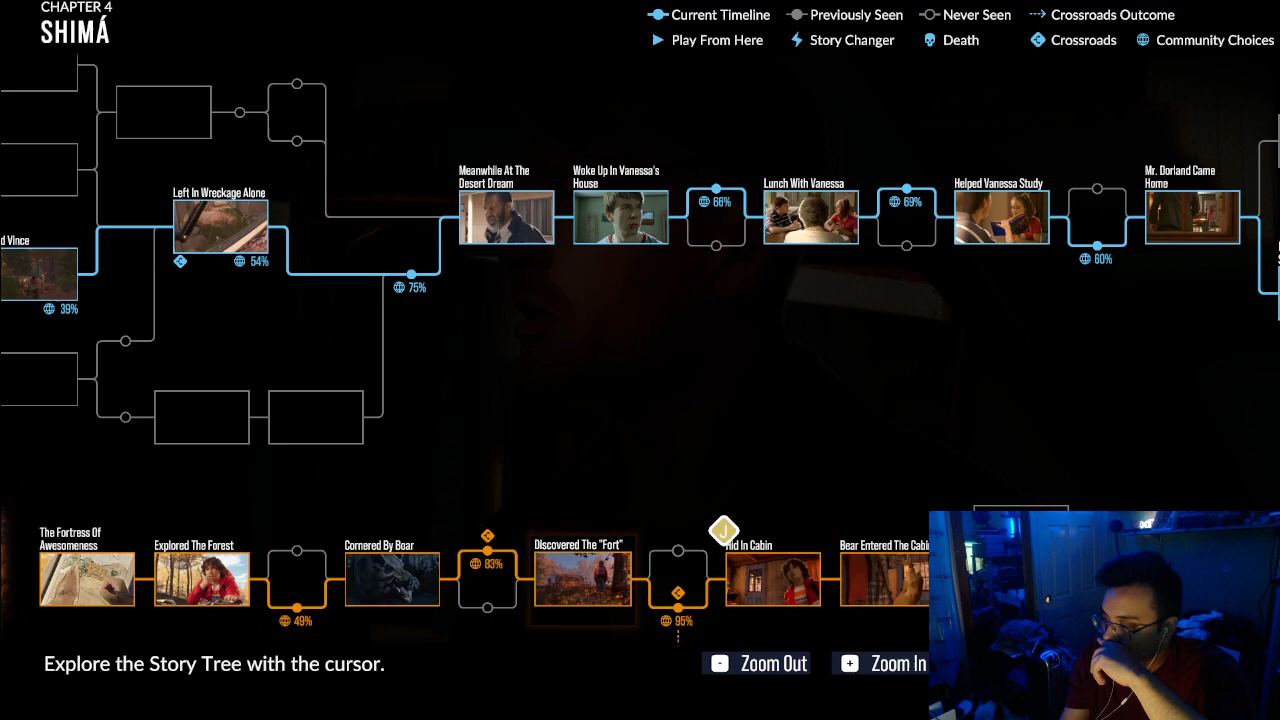 CHAPTER 4
SHIMÁ
Current Timeline
Previously Seen
Never Seen
Crossroads Outcome
Play From Here
Story Changer
Death
Crossroads
Community Choices
Meanwhile At The
Desert Dream
Woke Up In Vanessa's
House
66%
Lunch With Vanessa
69%
Helped Vanessa Study
60%
Mr. Dorland Came
Home
Left In Wreckage Alone
54%
75%
d Vince
39%
The Fortress Of
Awesomeness
Explored The Forest
49%
Cornered By Boar
83%
Discovered The "Fort"
95%
J
Hid In Cabin
Bear Entered The Cabin
Explore the Story Tree with the cursor.
- Zoom Out
+ Zoom In